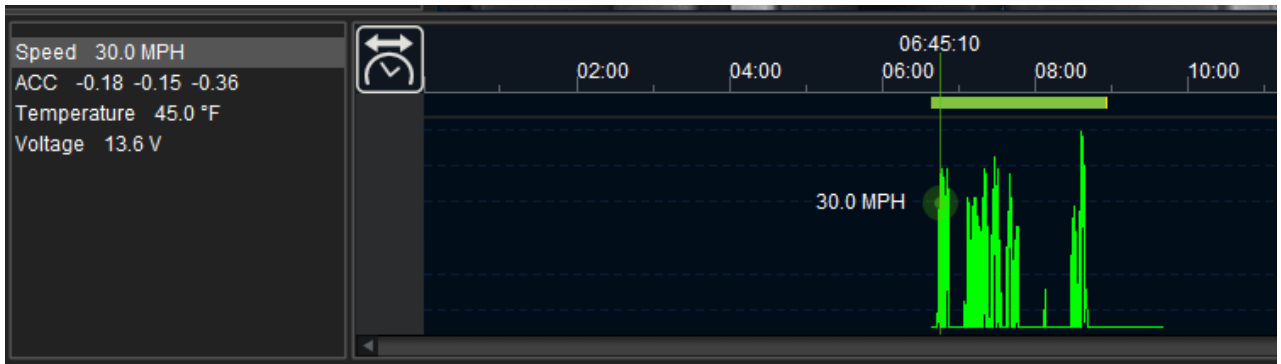 Speed 30.0 MPH
ACC -0.18 -0.15 -0.36
Temperature 45.0 °F
Voltage 13.6 V
06:45:10
02:00 04:00 06:00 08:00 10:00
30.0 MPH